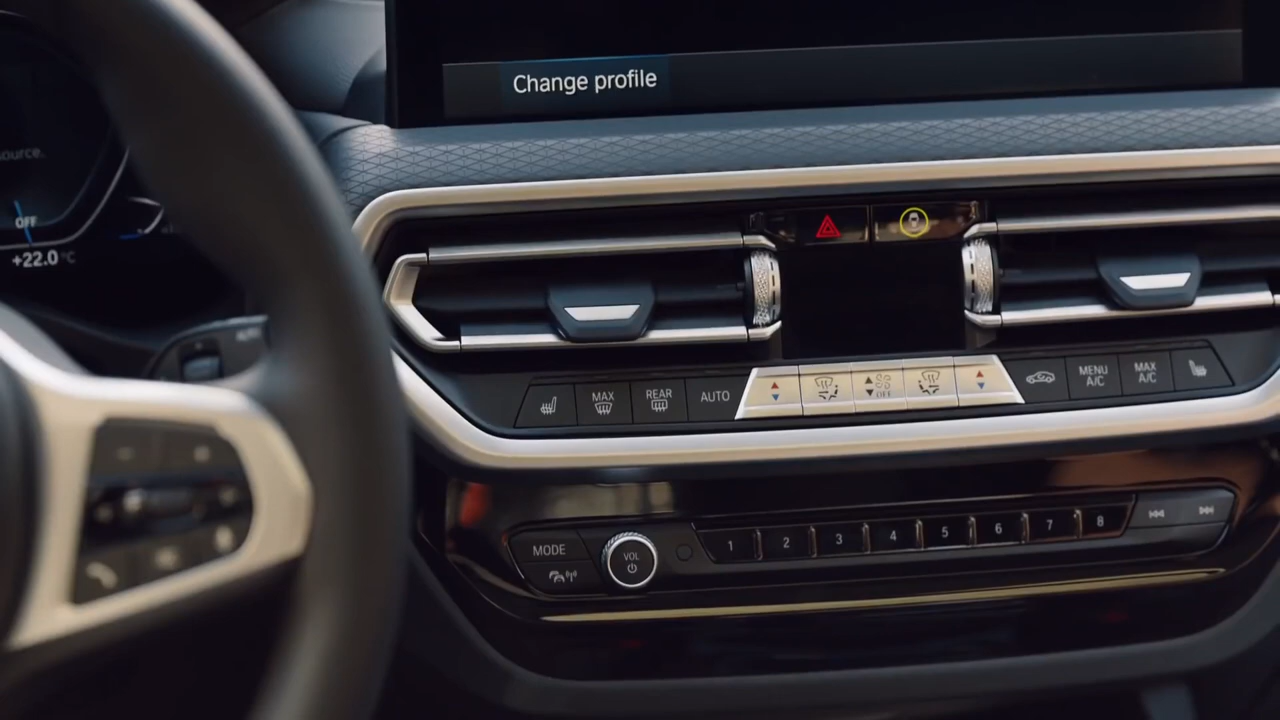 Change profile
source.
OFF
+22.0°C
MAX
REAR
AUTO
OFF
MENU
A/C
MAX
A/C
MODE
VOL
1 2 3 4 5 6 7 8